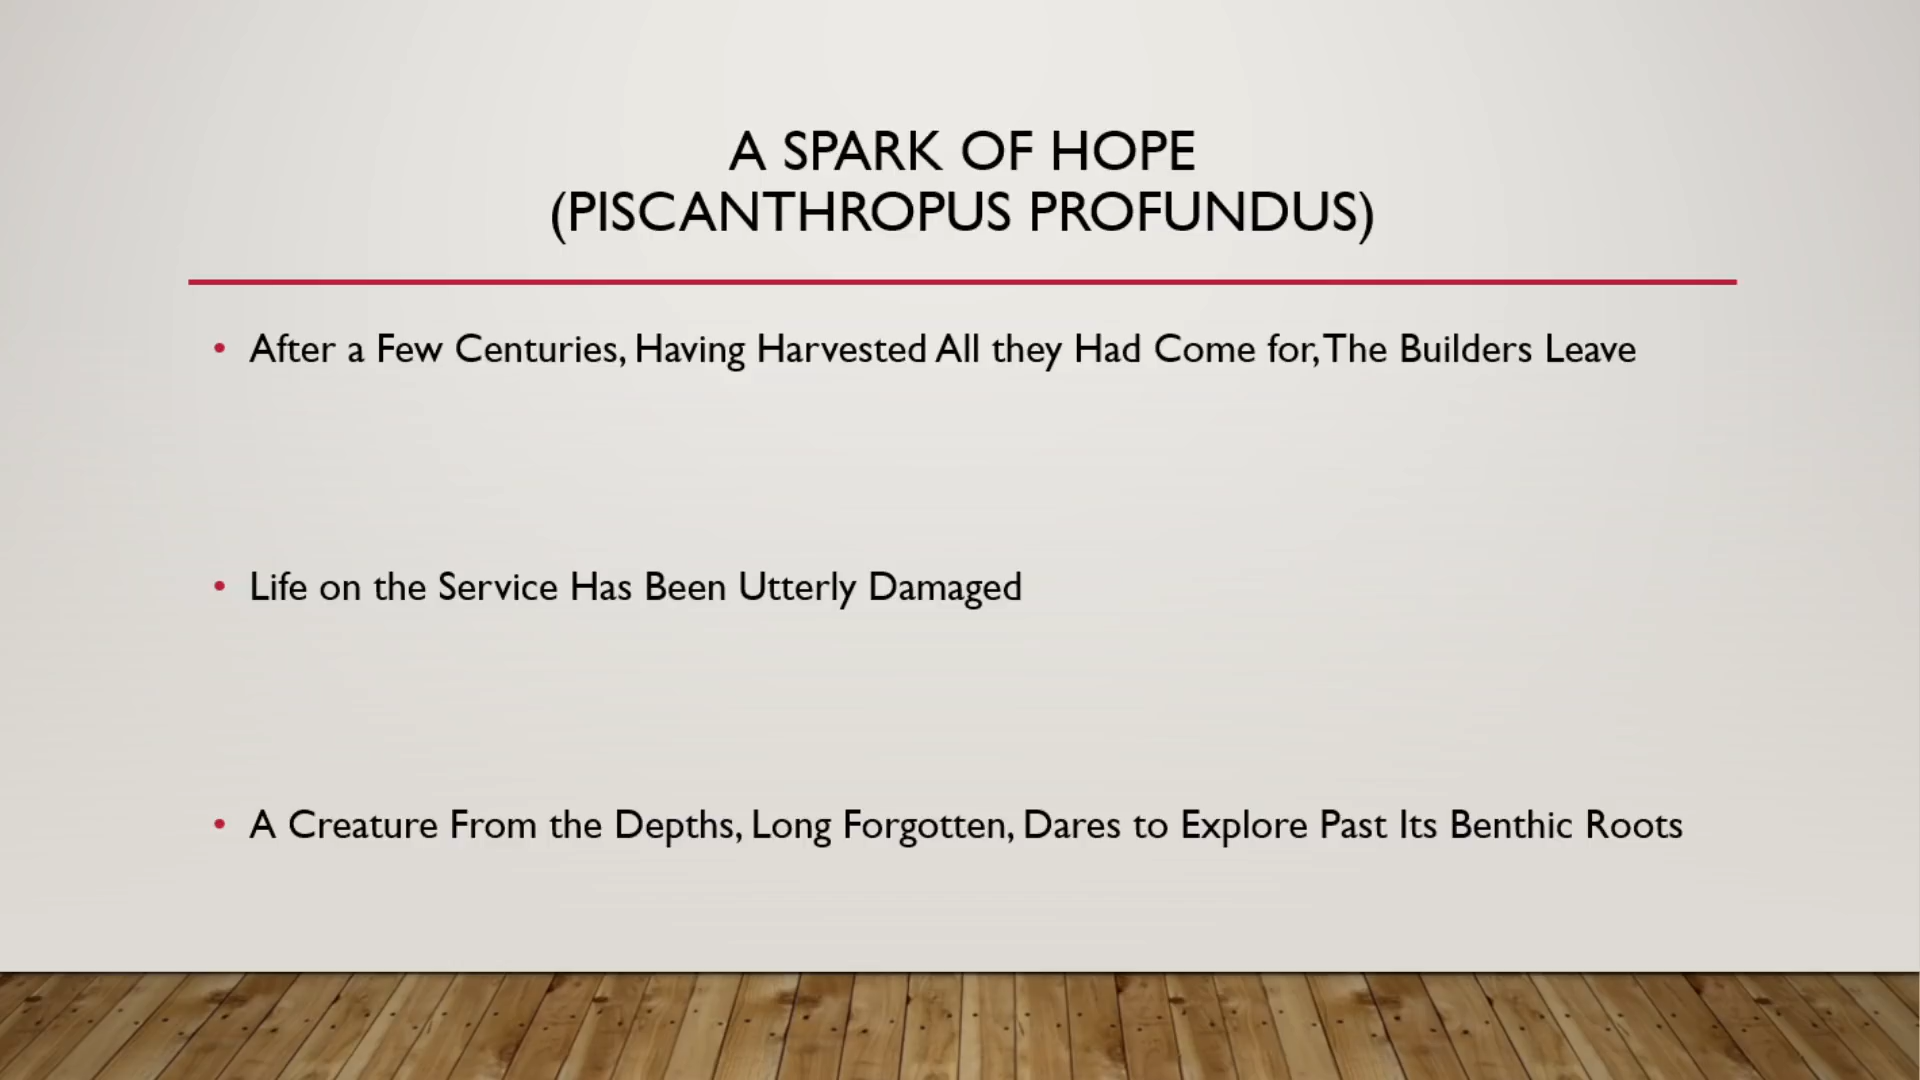 A SPARK OF HOPE
(PISCANTHROPUS PROFUNDUS)
• After a Few Centuries, Having Harvested All they Had Come for, The Builders Leave
• Life on the Service Has Been Utterly Damaged
• A Creature From the Depths, Long Forgotten, Dares to Explore Past Its Benthic Roots